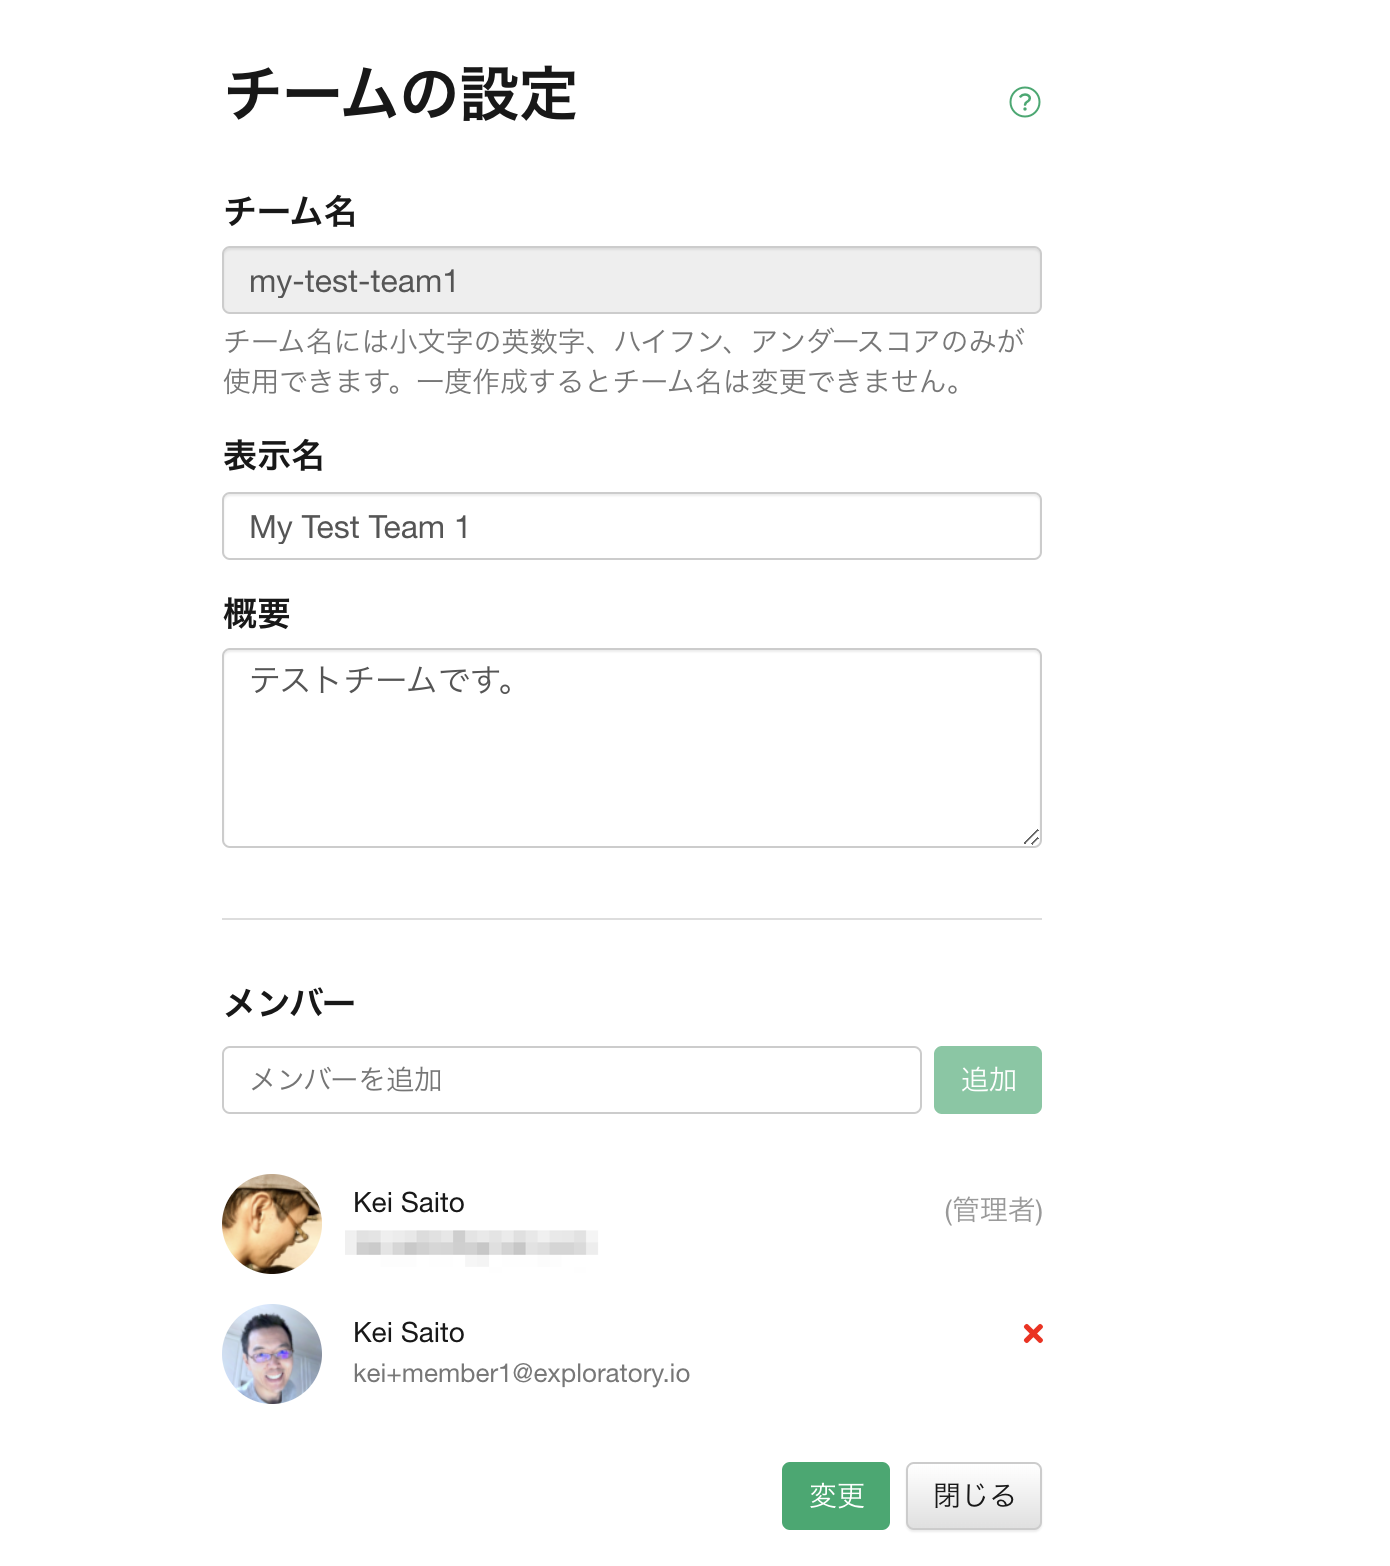 チームの設定
?
チーム名
my-test-team1
チーム名には小文字の英数字、ハイフン、アンダースコアのみが
使用できます。一度作成するとチーム名は変更できません。
表示名
My Test Team 1
概要
テストチームです。
メンバー
メンバーを追加
追加
Kei Saito
(管理者)
Kei Saito
kei+member1@exploratory.io
変更
閉じる